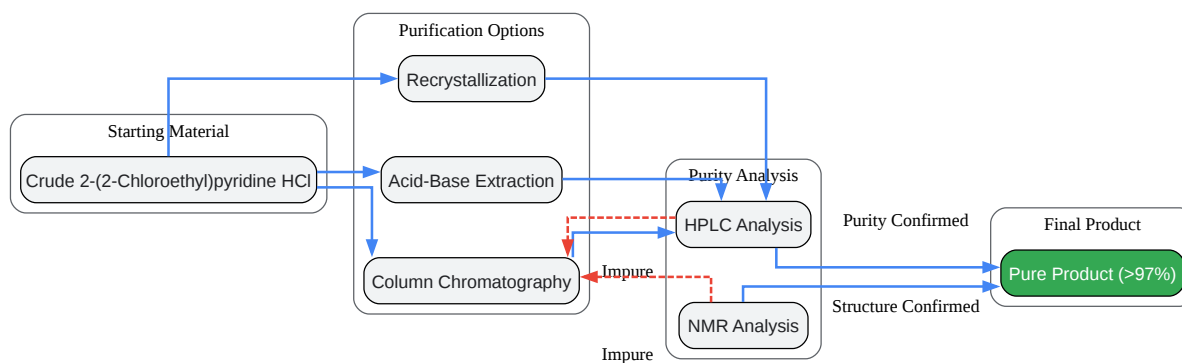 Purification Options
Recrystallization
Starting Material
Crude 2-(2-Chloroethyl)pyridine HCl
Acid-Base Extraction
Column Chromatography
Purity Analysis
HPLC Analysis
Impure
NMR Analysis
Impure
Purity Confirmed
Structure Confirmed
Final Product
Pure Product (>97%)